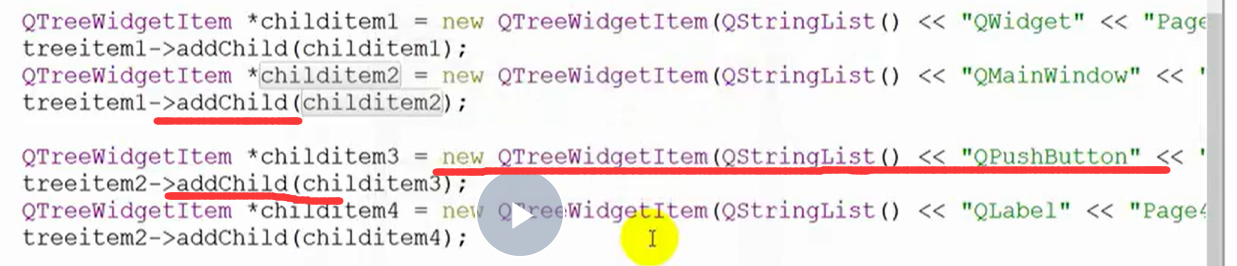 QTreeWidgetItem *childitem1 = new QTreeWidgetItem(QStringList() << "QWidget" << "Page
treeitem1->addChild(childitem1);
QTreeWidgetItem *childitem2 = new QTreeWidgetItem(QStringList() << "QMainWindow" << "
treeitem1->addChild(childitem2);
QTreeWidgetItem *childitem3 = new QTreeWidgetItem(QStringList() << "QPushButton" << "
treeitem2->addChild(childitem3);
QTreeWidgetItem *childitem4 = new QTreeWidgetItem(QStringList() << "QLabel" << "Page4
treeitem2->addChild(childitem4);